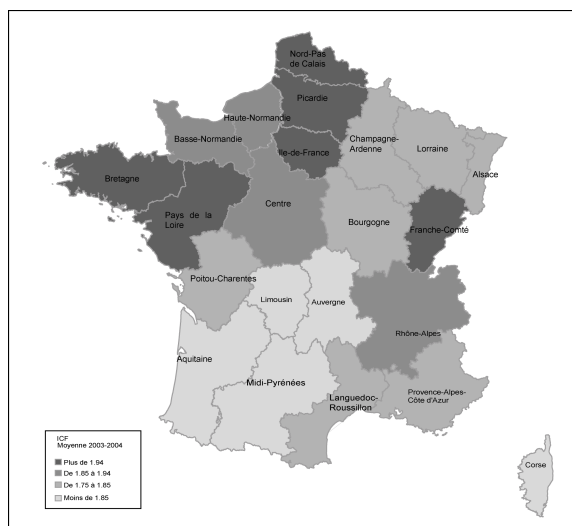 Nord-Pas
de Calais
Picardie
Haute-Normandie
Basse-Normandie
Ile-de-France
Champagne-
Ardenne
Lorraine
Alsace
Bretagne
Pays de la
Loire
Centre
Bourgogne
Franche-Comté
Poitou-Charentes
Limousin
Auvergne
Rhône-Alpes
Aquitaine
Midi-Pyrénées
Languedoc-
Roussillon
Provence-Alpes-
Côte d'Azur
Corse
ICF
Moyenne 2003-2004
Plus de 1.94
De 1.85 à 1.94
De 1.75 à 1.85
Moins de 1.85